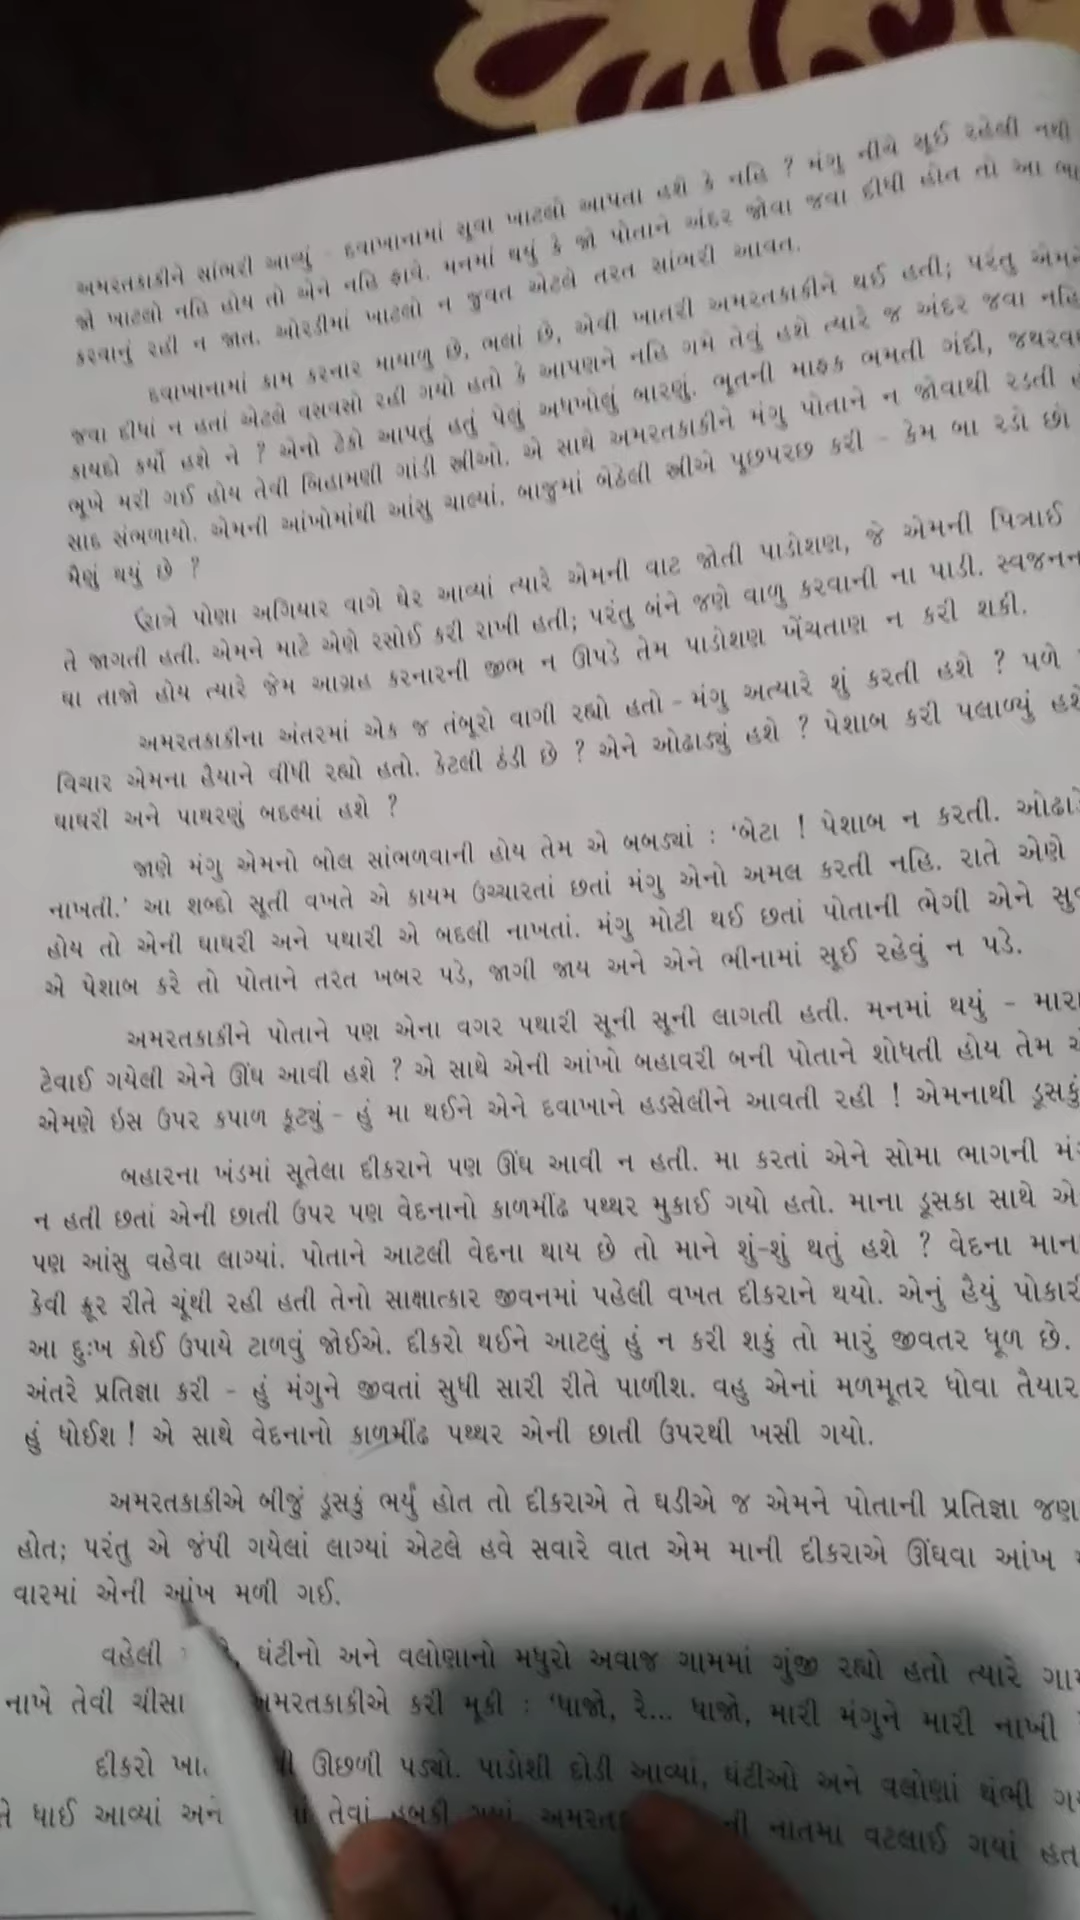 અમરતકાકીને સાંભરી આવ્યું - દવાખાનામાં સૂવા ખાટલો આપતા હશે કે નહિ ? મંગુ નીચે સૂઈ રહેલી નથી
જો ખાટલો નહિ હોય તો એને નહિ ફાવે. મનમાં થયું કે જો પોતાને અંદર જોવા જવા દીધી હોત તો આ
કરવાનું રહી ન જાત. ઓરડીમાં ખાટલો ન જુવત એટલે તરત સાંભરી આવત.
દવાખાનામાં કામ કરનાર માયાળુ છે, ભલાં છે, એવી ખાતરી અમરતકાકીને થઈ હતી; પરંતુ
જવા દીધાં ન હતાં એટલે વસવસો રહી ગયો હતો કે આપણને નહિ ગમે તેવું હશે ત્યારે જ અંદર જવા નહિ
કાયદો કર્યો હશે ને ? એનો ટેકો આપતું હતું પેલું અધખોલું બારણું. ભૂતની માફક ભમતી ગંદી,
ભૂખે મરી ગઈ હોય તેવી બિહામણી ગાંડી સ્ત્રીઓ. એ સાથે અમરતકાકીને મંગુ પોતાને ન જોવાથી રડતી
સાદ સંભળાયો. એમની આંખોમાંથી આંસુ ચાલ્યાં. બાજુમાં બેઠેલી સ્ત્રીએ પૂછપરછ કરી - કેમ બા રડો છો
મૈણું થયું છે ?
રાત્રે પોણા અગિયાર વાગે ઘેર આવ્યાં ત્યારે એમની વાટ જોતી પાડોશણ, જે એમની પિત્રાઈ
તે જાગતી હતી. એમને માટે એણે રસોઈ કરી રાખી હતી; પરંતુ બંને જણે વાળુ કરવાની ના પાડી.
ઘા તાજો હોય ત્યારે જેમ આગ્રહ કરનારની જીભ ન ઊપડે તેમ પાડોશણ ખેંચતાણ ન કરી શકી.
અમરતકાકીના અંતરમાં એક જ તંબૂરો વાગી રહ્યો હતો - મંગુ અત્યારે શું કરતી હશે ? પળે
વિચાર એમના હૈયાને વીંધી રહ્યો હતો. કેટલી ઠંડી છે ? એને ઓઢાડ્યું હશે ? પેશાબ કરી પલાળ્યું હશે
ઘાઘરી અને પાથરણું બદલ્યાં હશે ?
જાણે મંગુ એમનો બોલ સાંભળવાની હોય તેમ એ બબડ્યાં : ‘બેટા ! પેશાબ ન કરતી.
નાખતી.’ આ શબ્દો સૂતી વખતે એ કાયમ ઉચ્ચારતાં છતાં મંગુ એનો અમલ કરતી નહિ. રાતે એણે
હોય તો એની ઘાઘરી અને પથારી એ બદલી નાખતાં. મંગુ મોટી થઈ છતાં પોતાની ભેગી એને
એ પેશાબ કરે તો પોતાને તરત ખબર પડે, જાગી જાય અને એને ભીનામાં સૂઈ રહેવું ન પડે.
અમરતકાકીને પોતાને પણ એના વગર પથારી સૂની સૂની લાગતી હતી. મનમાં થયું - મારા
ટેવાઈ ગયેલી એને ઊંઘ આવી હશે ? એ સાથે એની આંખો બહાવરી બની પોતાને શોધતી હોય તેમ
એમણે ઇસ ઉપર કપાળ કૂટ્યું - હું મા થઈને એને દવાખાને હડસેલીને આવતી રહી ! એમનાથી ડૂસકું
બહારના ખંડમાં સૂતેલા દીકરાને પણ ઊંઘ આવી ન હતી. મા કરતાં એને સોમા ભાગની
ન હતી છતાં એની છાતી ઉપર પણ વેદનાનો કાળમીંઢ પથ્થર મુકાઈ ગયો હતો. માના ડૂસકા સાથે
પણ આંસુ વહેવા લાગ્યાં. પોતાને આટલી વેદના થાય છે તો માને શું-શું થતું હશે ? વેદના
કેવી ક્રૂર રીતે ચૂંથી રહી હતી તેનો સાક્ષાત્કાર જીવનમાં પહેલી વખત દીકરાને થયો. એનું હૈયું
આ દુઃખ કોઈ ઉપાયે ટાળવું જોઈએ. દીકરો થઈને આટલું હું ન કરી શકું તો મારું જીવતર ધૂળ છે.
અંતરે પ્રતિજ્ઞા કરી - હું મંગુને જીવતાં સુધી સારી રીતે પાળીશ. વહુ એનાં મળમૂતર ધોવા તૈયાર
હું ધોઈશ ! એ સાથે વેદનાનો કાળમીંઢ પથ્થર એની છાતી ઉપરથી ખસી ગયો.
અમરતકાકીએ બીજું ડૂસકું ભર્યું હોત તો દીકરાએ તે ઘડીએ જ એમને પોતાની પ્રતિજ્ઞા
હોત; પરંતુ એ જંપી ગયેલાં લાગ્યાં એટલે હવે સવારે વાત એમ માની દીકરાએ ઊંઘવા આંખ
વારમાં એની આંખ મળી ગઈ.
વહેલી ઘંટીનો અને વલોણાનો મધુરો અવાજ ગામમાં ગુંજી રહ્યો હતો ત્યારે
નાખે તેવી અમરતકાકીએ કરી મૂકી : ‘ધાજો, રે... ધાજો, મારી મંગુને મારી નાખી
દીકરો ઊછળી પડ્યો. પાડોશી દોડી આવ્યાં, ઘંટીઓ અને વલોણાં થંભી
ધાઈ આવ્યાં અને તેવાં નાતમાં વટલાઈ ગયાં